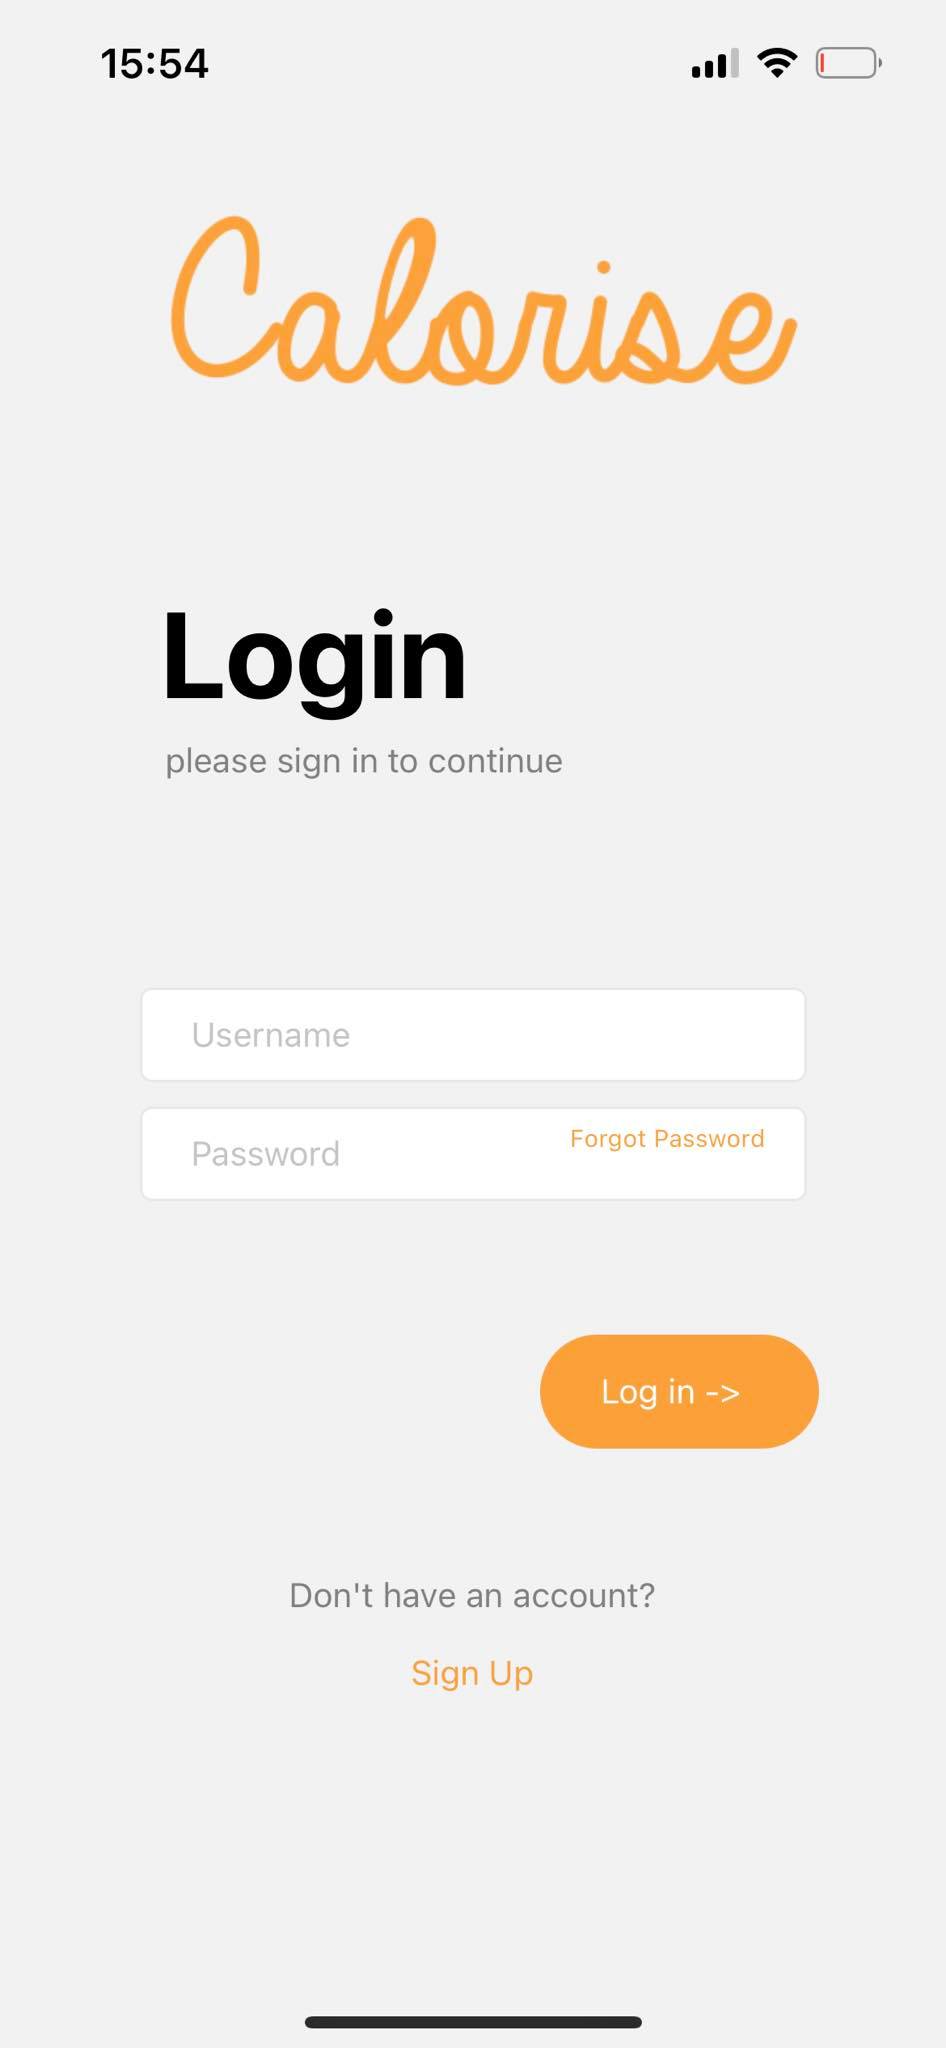 15:54
Calorise
Login
please sign in to continue
Username
Password
Forgot Password
Log in ->
Don't have an account?
Sign Up